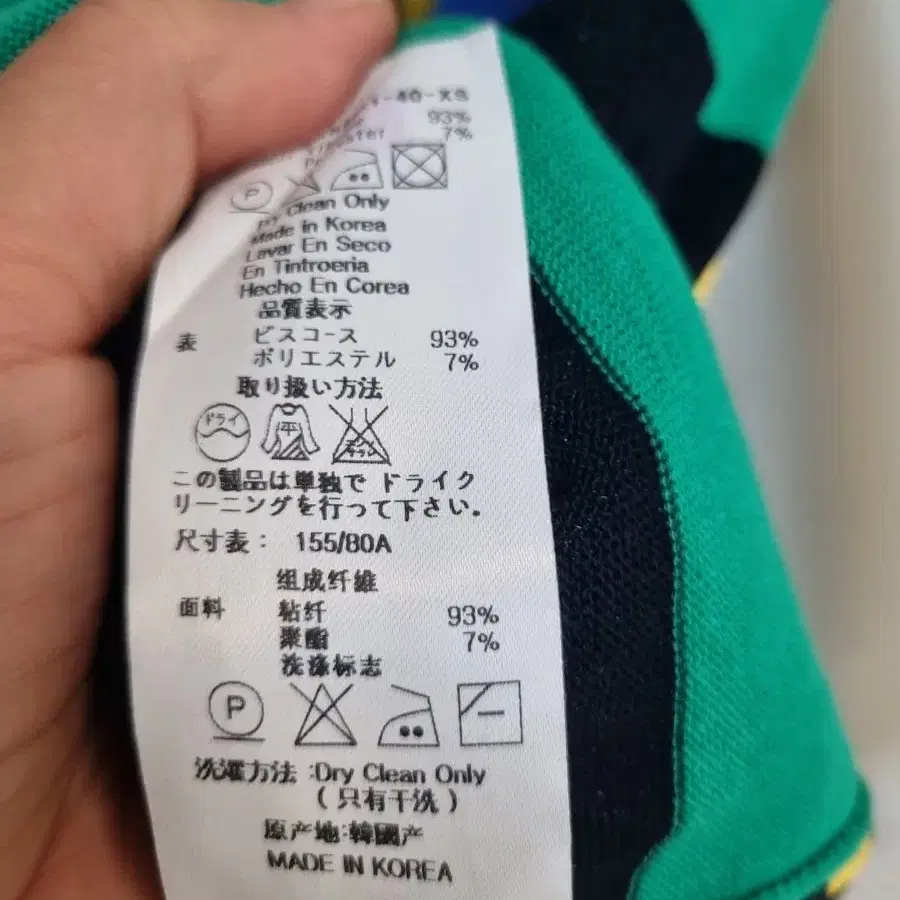 -40-XS
93%
7%
P
Dry Clean Only
Made in Korea
Lavar En Seco
En Tintroeria
Hecho En Corea
品質表示
表 ビスコース 93%
ポリエステル 7%
取り扱い方法
ドライ 平
この製品は単独で ドライク
リーニングを行って下さい。
尺寸表： 155/80A
组成纤维
面料 粘纤 93%
聚酯 7%
洗涤标志
P
洗濯方法 :Dry Clean Only
(只有干洗)
原产地:韓國产
MADE IN KOREA